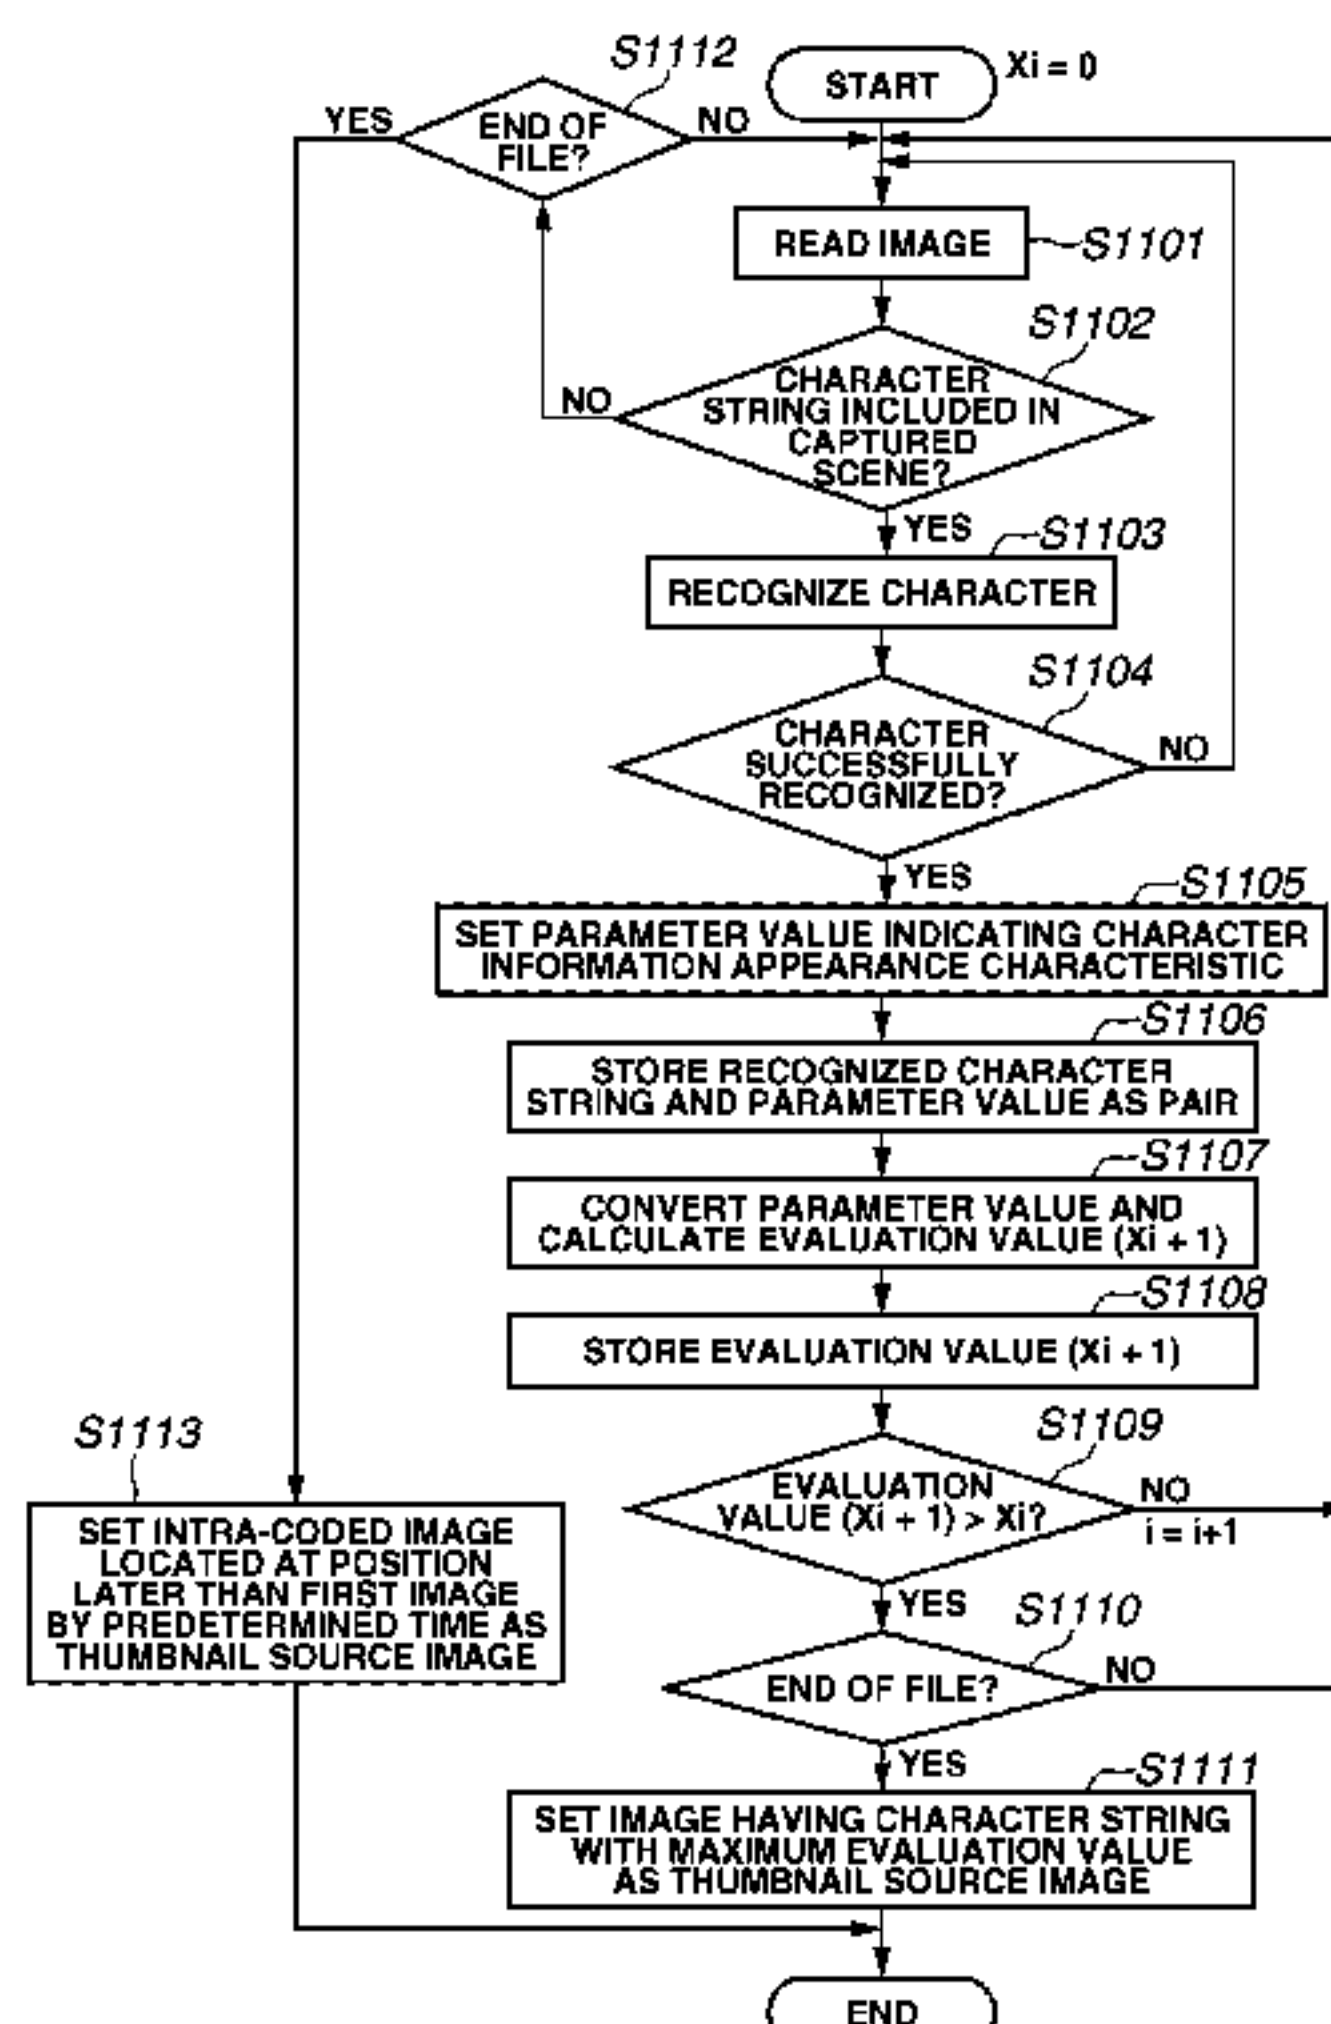 S1112
START
Xi = 0
YES
END OF
FILE?
NO
READ IMAGE
S1101
S1102
CHARACTER
STRING INCLUDED IN
CAPTURED
SCENE?
NO
YES
S1103
RECOGNIZE CHARACTER
S1104
CHARACTER
SUCCESSFULLY
RECOGNIZED?
NO
YES
S1105
SET PARAMETER VALUE INDICATING CHARACTER
INFORMATION APPEARANCE CHARACTERISTIC
S1106
STORE RECOGNIZED CHARACTER
STRING AND PARAMETER VALUE AS PAIR
S1107
CONVERT PARAMETER VALUE AND
CALCULATE EVALUATION VALUE (Xi + 1)
S1108
STORE EVALUATION VALUE (Xi + 1)
S1109
EVALUATION
VALUE (Xi + 1) > Xi?
NO
i = i+1
YES
S1110
END OF FILE?
NO
YES
S1111
SET IMAGE HAVING CHARACTER STRING
WITH MAXIMUM EVALUATION VALUE
AS THUMBNAIL SOURCE IMAGE
S1113
SET INTRA-CODED IMAGE
LOCATED AT POSITION
LATER THAN FIRST IMAGE
BY PREDETERMINED TIME AS
THUMBNAIL SOURCE IMAGE
END